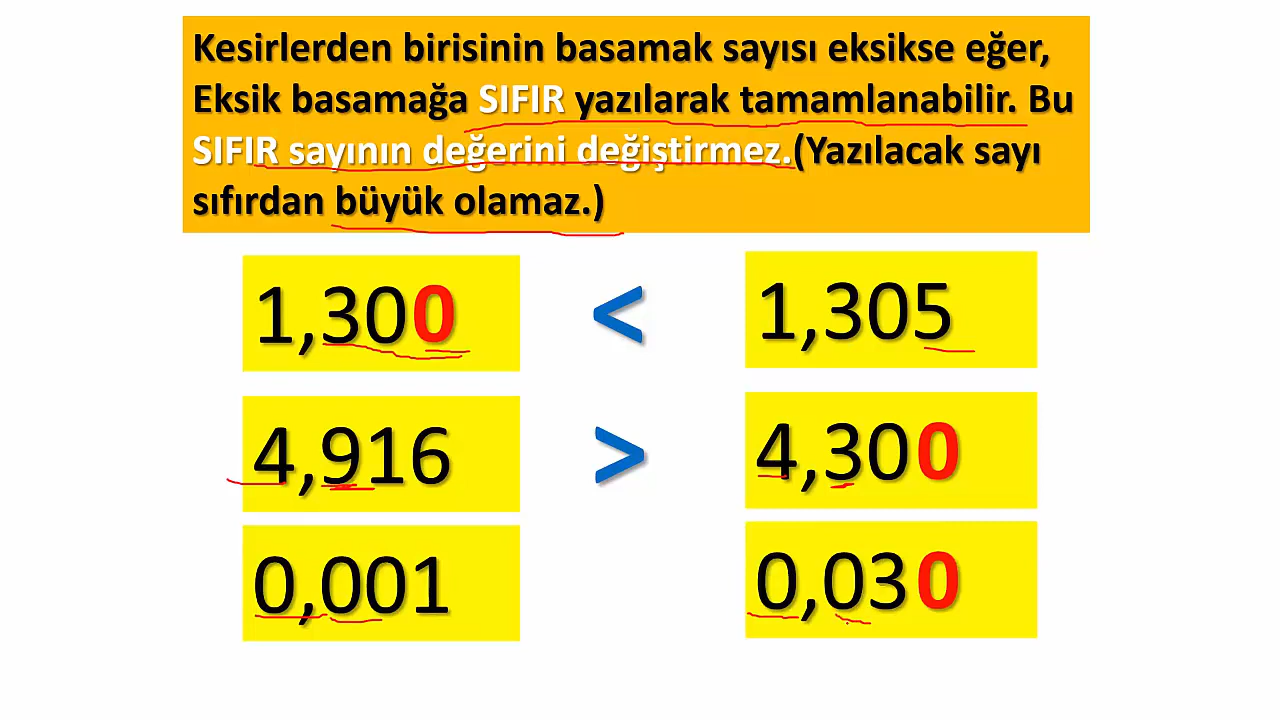 Kesirlerden birisinin basamak sayısı eksikse eğer,
Eksik basamağa SIFIR yazılarak tamamlanabilir. Bu
SIFIR sayının değerini değiştirmez.(Yazılacak sayı
sıfırdan büyük olamaz.)
1,300 < 1,305
4,916 > 4,300
0,001 0,030